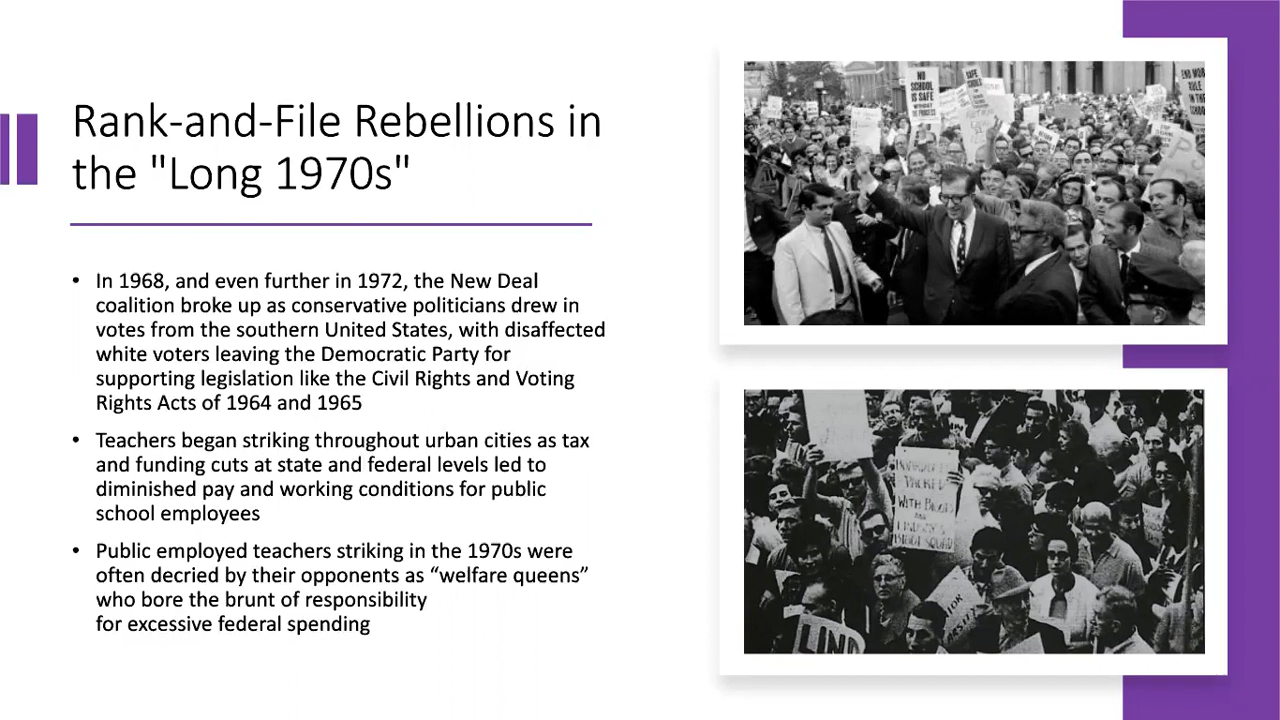 Rank-and-File Rebellions in
the "Long 1970s"
• In 1968, and even further in 1972, the New Deal
coalition broke up as conservative politicians drew in
votes from the southern United States, with disaffected
white voters leaving the Democratic Party for
supporting legislation like the Civil Rights and Voting
Rights Acts of 1964 and 1965
• Teachers began striking throughout urban cities as tax
and funding cuts at state and federal levels led to
diminished pay and working conditions for public
school employees
• Public employed teachers striking in the 1970s were
often decried by their opponents as “welfare queens”
who bore the brunt of responsibility
for excessive federal spending
NO
SCHOOL
IS SAFE
END MOB
RULE
IN THE
WITH